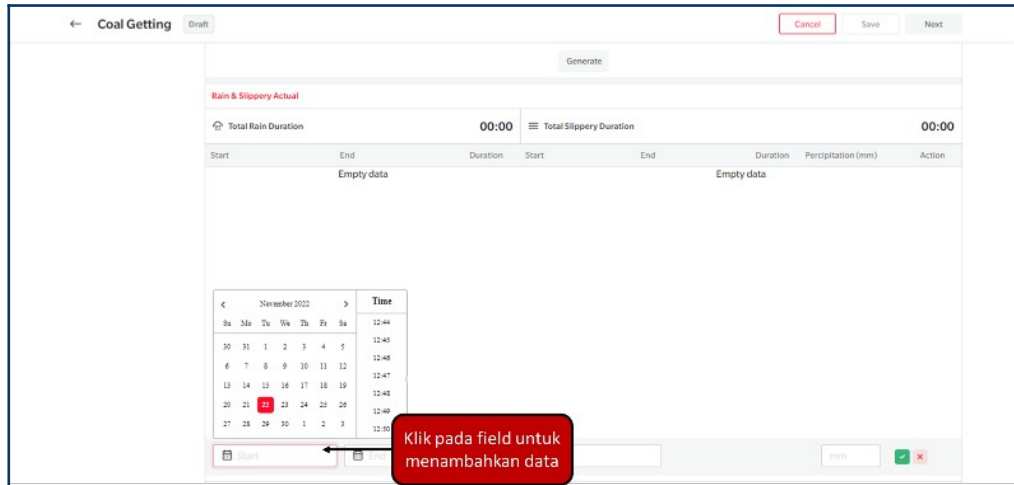 ← Coal Getting Draft Cancel Save Next
Generate
Rain & Slippery Actual
Total Rain Duration 00:00 Total Slippery Duration 00:00
Start End Duration Start End Duration Percipitation (mm) Action
Empty data Empty data
< November 2022 > Time
Su Mo Tu We Th Fr Sa 12:44
30 31 1 2 3 4 5 12:45
6 7 8 9 10 11 12 12:46
13 14 15 16 17 18 19 12:47
20 21 22 23 24 25 26 12:48
27 28 29 30 1 2 3 12:49
12:50
Klik pada field untuk
menambahkan data
Start End mm